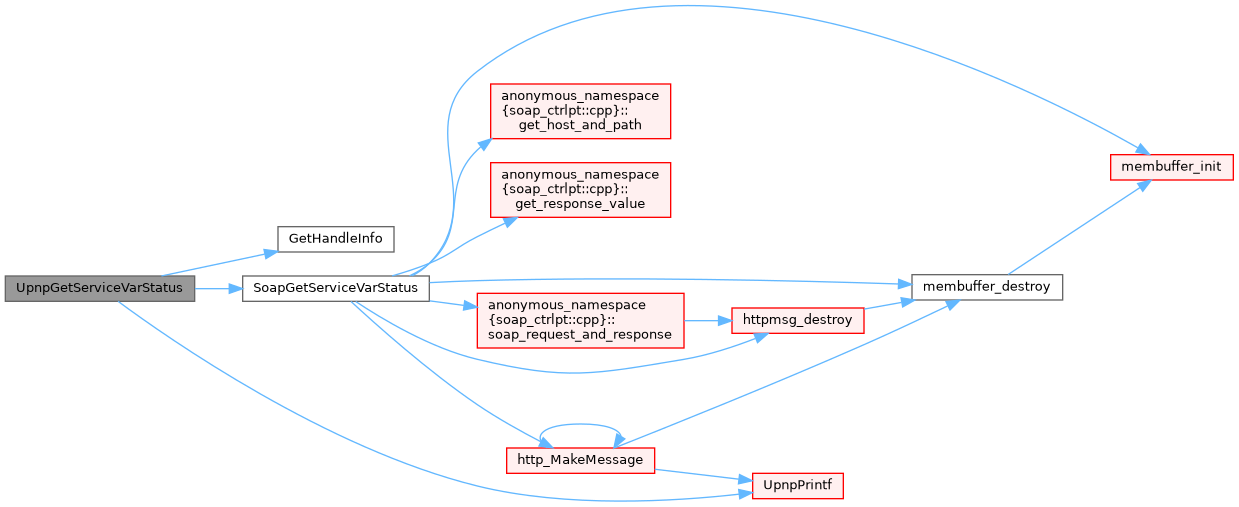 anonymous_namespace
{soap_ctrlpt::cpp}::
get_host_and_path
membuffer_init
anonymous_namespace
{soap_ctrlpt::cpp}::
get_response_value
GetHandleInfo
UpnpGetServiceVarStatus
SoapGetServiceVarStatus
membuffer_destroy
anonymous_namespace
{soap_ctrlpt::cpp}::
soap_request_and_response
httpmsg_destroy
http_MakeMessage
UpnpPrintf